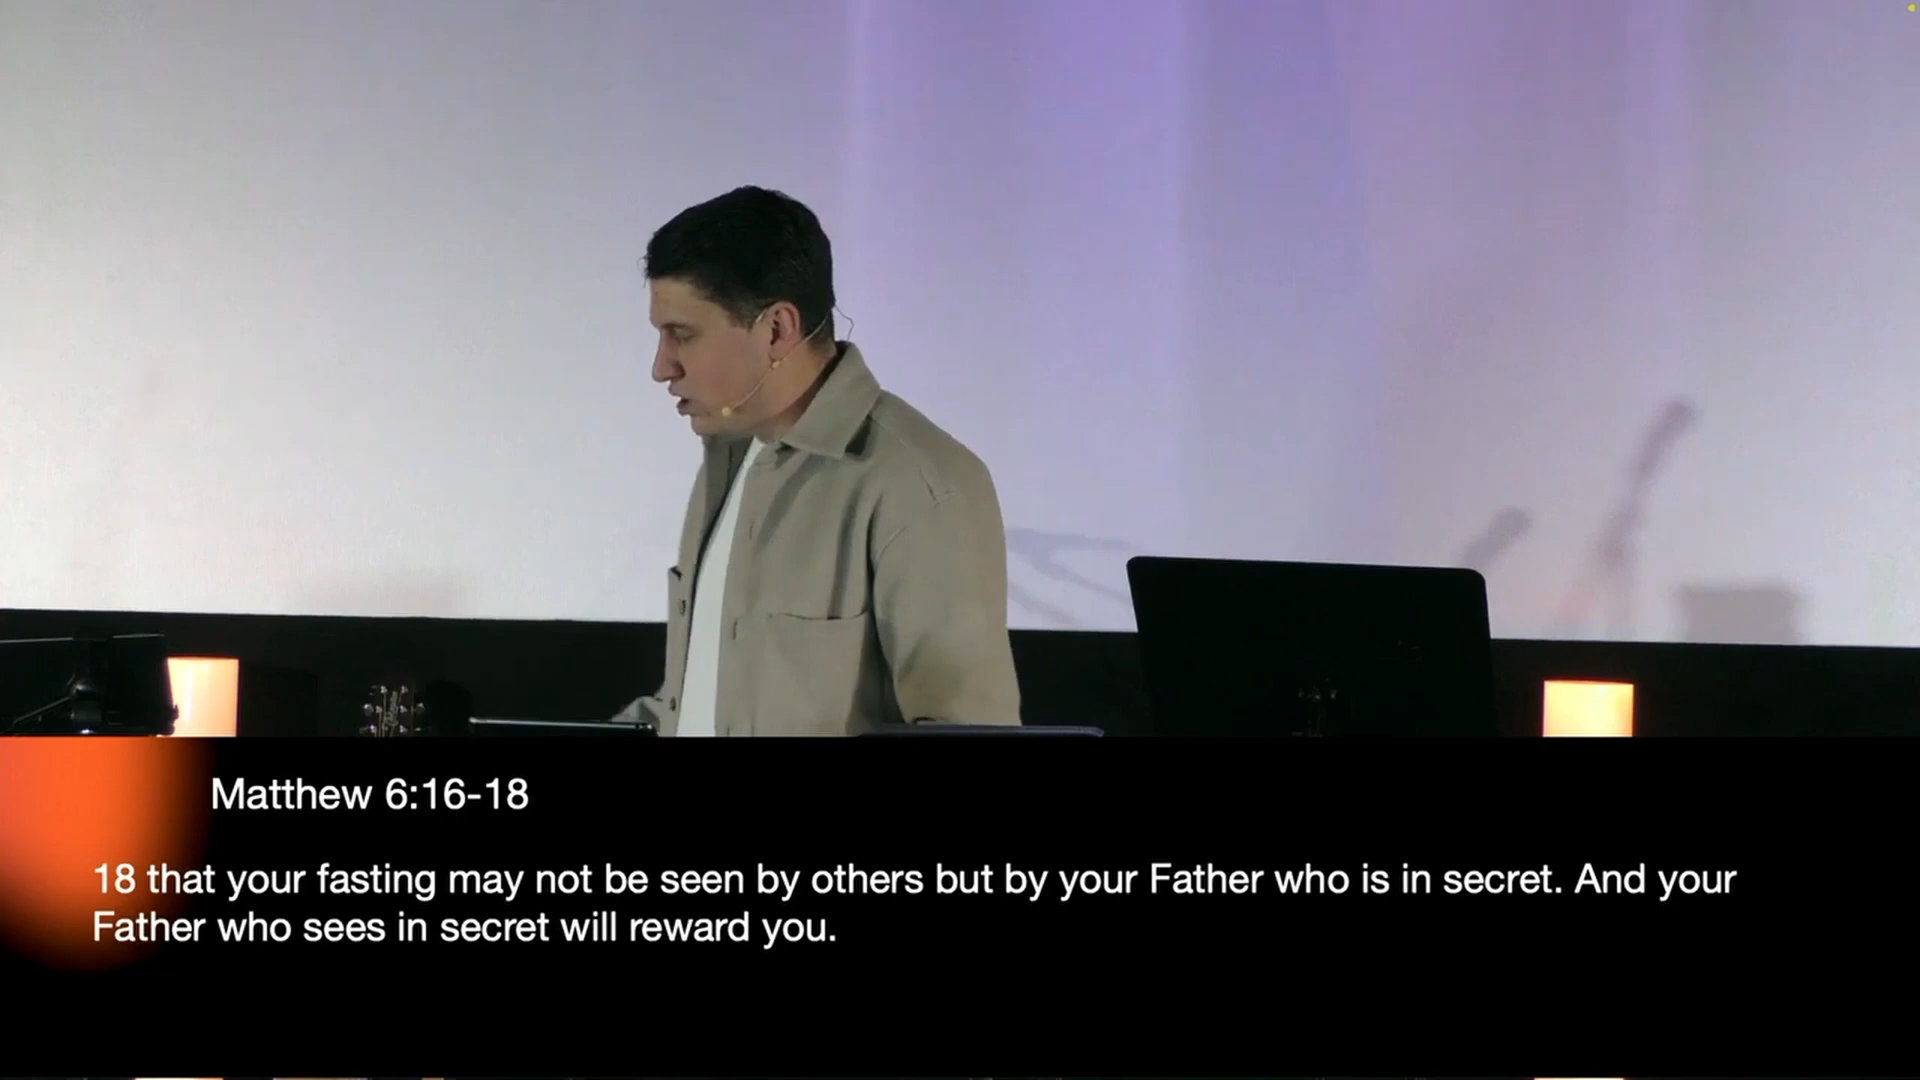 Matthew 6:16-18
18 that your fasting may not be seen by others but by your Father who is in secret. And your
Father who sees in secret will reward you.